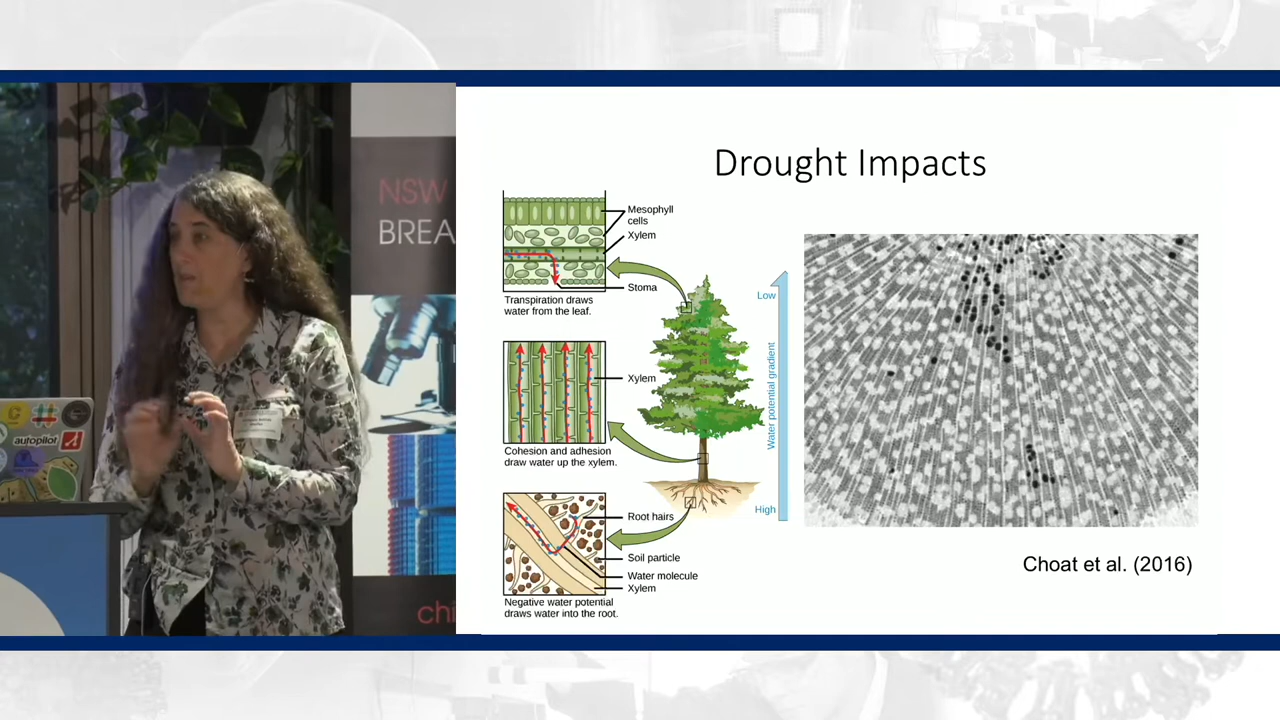 NSW
BREA
chi
autopilot
Drought Impacts
Mesophyll
cells
Xylem
Stoma
Transpiration draws
water from the leaf.
Xylem
Cohesion and adhesion
draw water up the xylem.
Root hairs
Soil particle
Water molecule
Xylem
Negative water potential
draws water into the root.
Low
Water potential gradient
High
Choat et al. (2016)